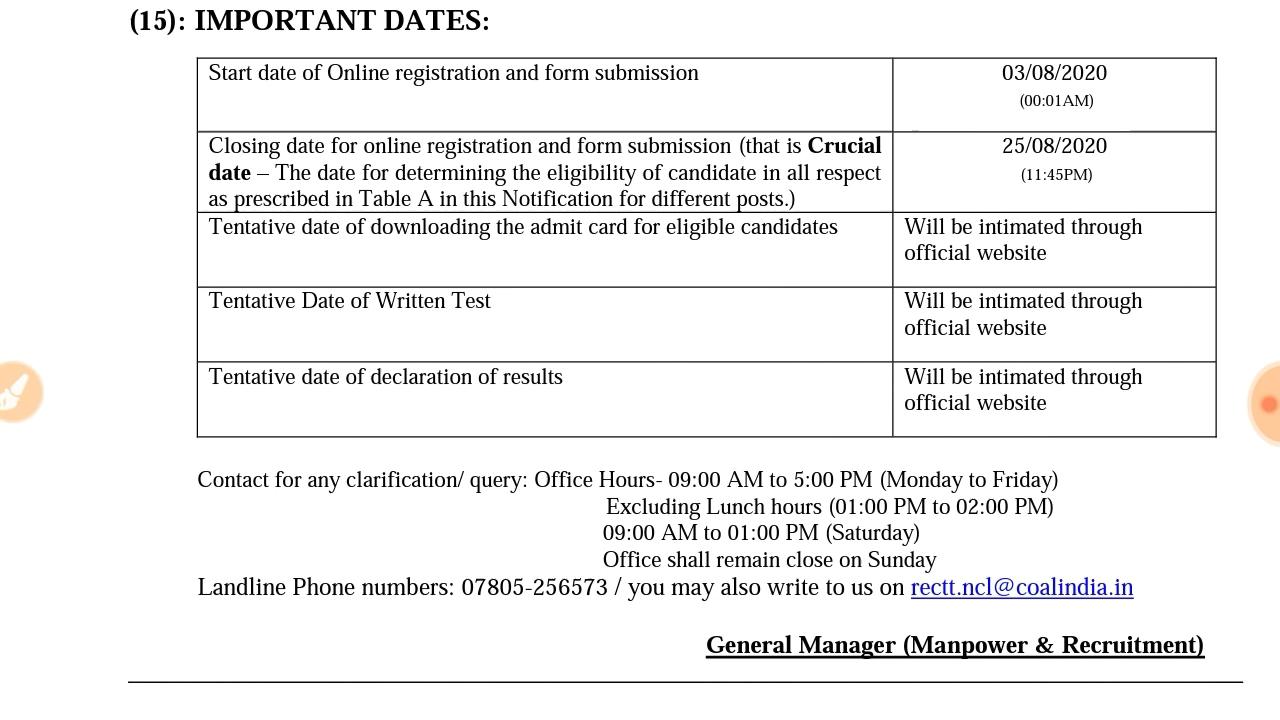 (15): IMPORTANT DATES:
Start date of Online registration and form submission
03/08/2020
(00:01AM)
Closing date for online registration and form submission (that is Crucial
date – The date for determining the eligibility of candidate in all respect
as prescribed in Table A in this Notification for different posts.)
25/08/2020
(11:45PM)
Tentative date of downloading the admit card for eligible candidates
Will be intimated through
official website
Tentative Date of Written Test
Will be intimated through
official website
Tentative date of declaration of results
Will be intimated through
official website
Contact for any clarification/ query: Office Hours- 09:00 AM to 5:00 PM (Monday to Friday)
Excluding Lunch hours (01:00 PM to 02:00 PM)
09:00 AM to 01:00 PM (Saturday)
Office shall remain close on Sunday
Landline Phone numbers: 07805-256573 / you may also write to us on rectt.ncl@coalindia.in
General Manager (Manpower & Recruitment)